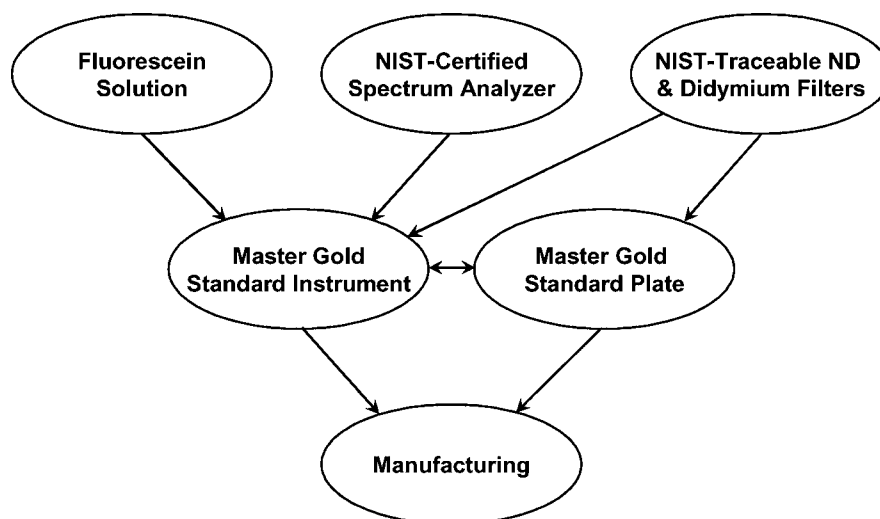 Fluorescein
Solution
NIST-Certified
Spectrum Analyzer
NIST-Traceable ND
& Didymium Filters
Master Gold
Standard Instrument
Master Gold
Standard Plate
Manufacturing